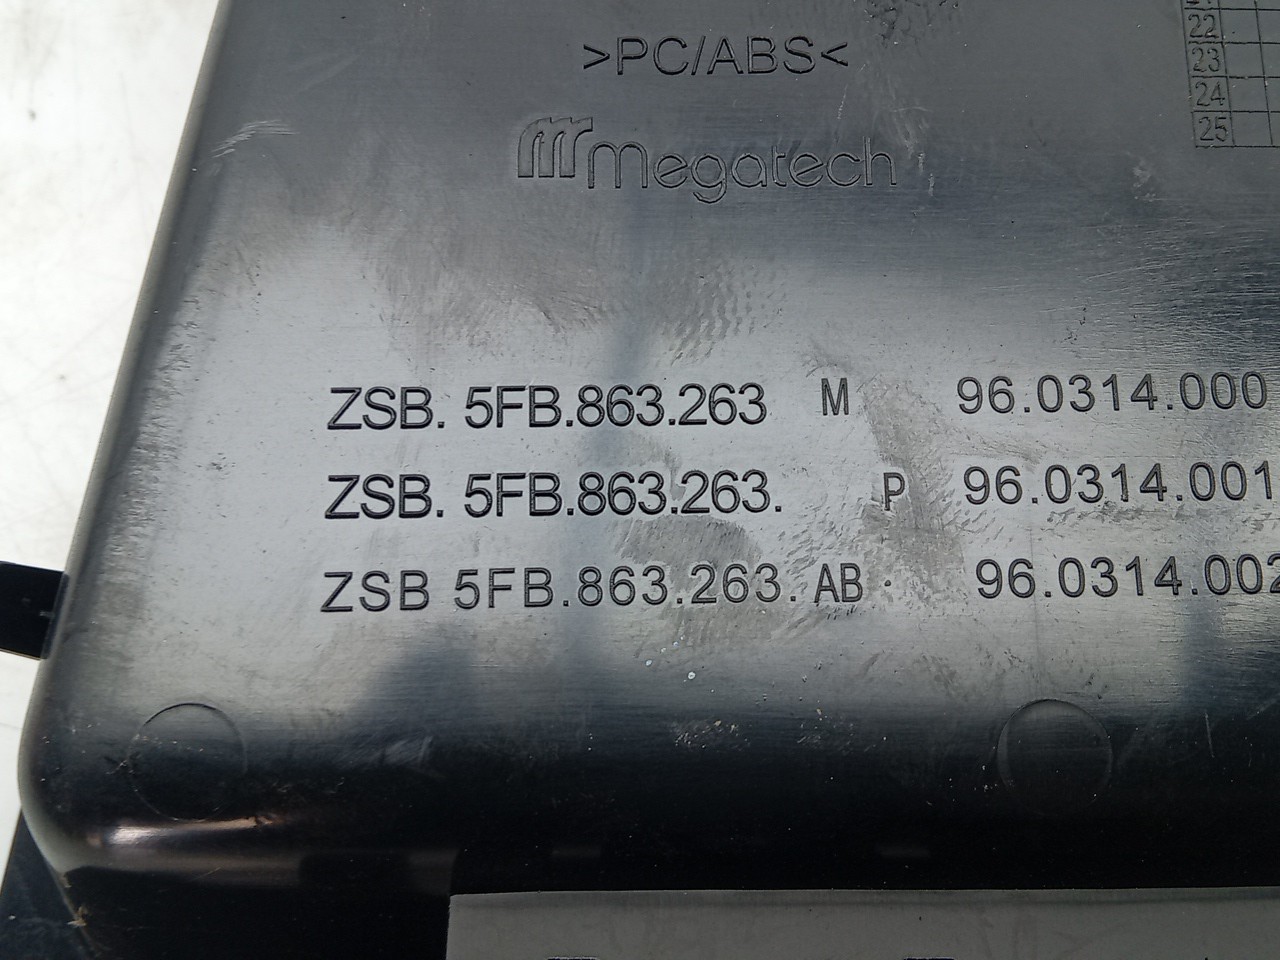 >PC/ABS<
Megatech
22
23
24
25
ZSB. 5FB.863.263 M 96.0314.000
ZSB. 5FB.863.263. P 96.0314.001
ZSB 5FB.863.263. AB. 96.0314.002